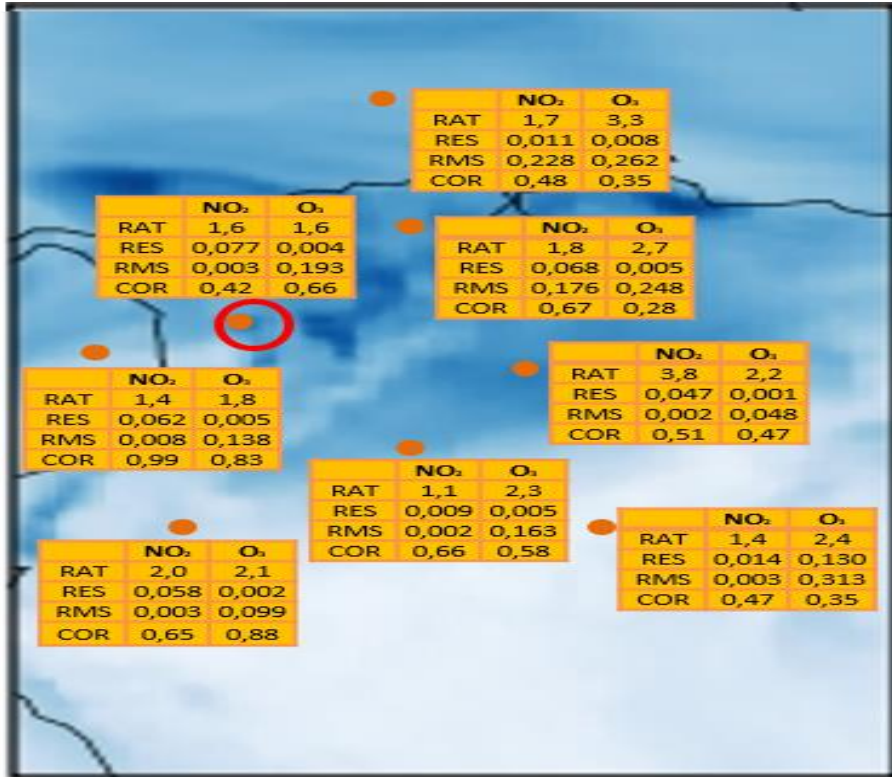 NO₂ O₃
RAT 1,7 3,3
RES 0,011 0,008
RMS 0,228 0,262
COR 0,48 0,35
NO₂ O₃
RAT 1,6 1,6
RES 0,077 0,004
RMS 0,003 0,193
COR 0,42 0,66
NO₂ O₃
RAT 1,8 2,7
RES 0,068 0,005
RMS 0,176 0,248
COR 0,67 0,28
NO₂ O₃
RAT 3,8 2,2
RES 0,047 0,001
RMS 0,002 0,048
COR 0,51 0,47
NO₂ O₃
RAT 1,4 1,8
RES 0,062 0,005
RMS 0,008 0,138
COR 0,99 0,83
NO₂ O₃
RAT 1,1 2,3
RES 0,009 0,005
RMS 0,002 0,163
COR 0,66 0,58
NO₂ O₃
RAT 1,4 2,4
RES 0,014 0,130
RMS 0,003 0,313
COR 0,47 0,35
NO₂ O₃
RAT 2,0 2,1
RES 0,058 0,002
RMS 0,003 0,099
COR 0,65 0,88